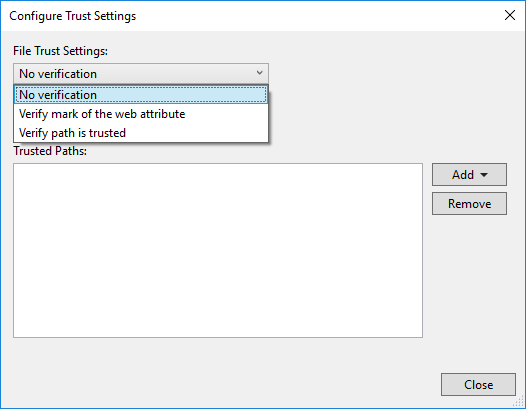 Configure Trust Settings
File Trust Settings:
No verification
No verification
Verify mark of the web attribute
Verify path is trusted
Trusted Paths:
Add
Remove
Close